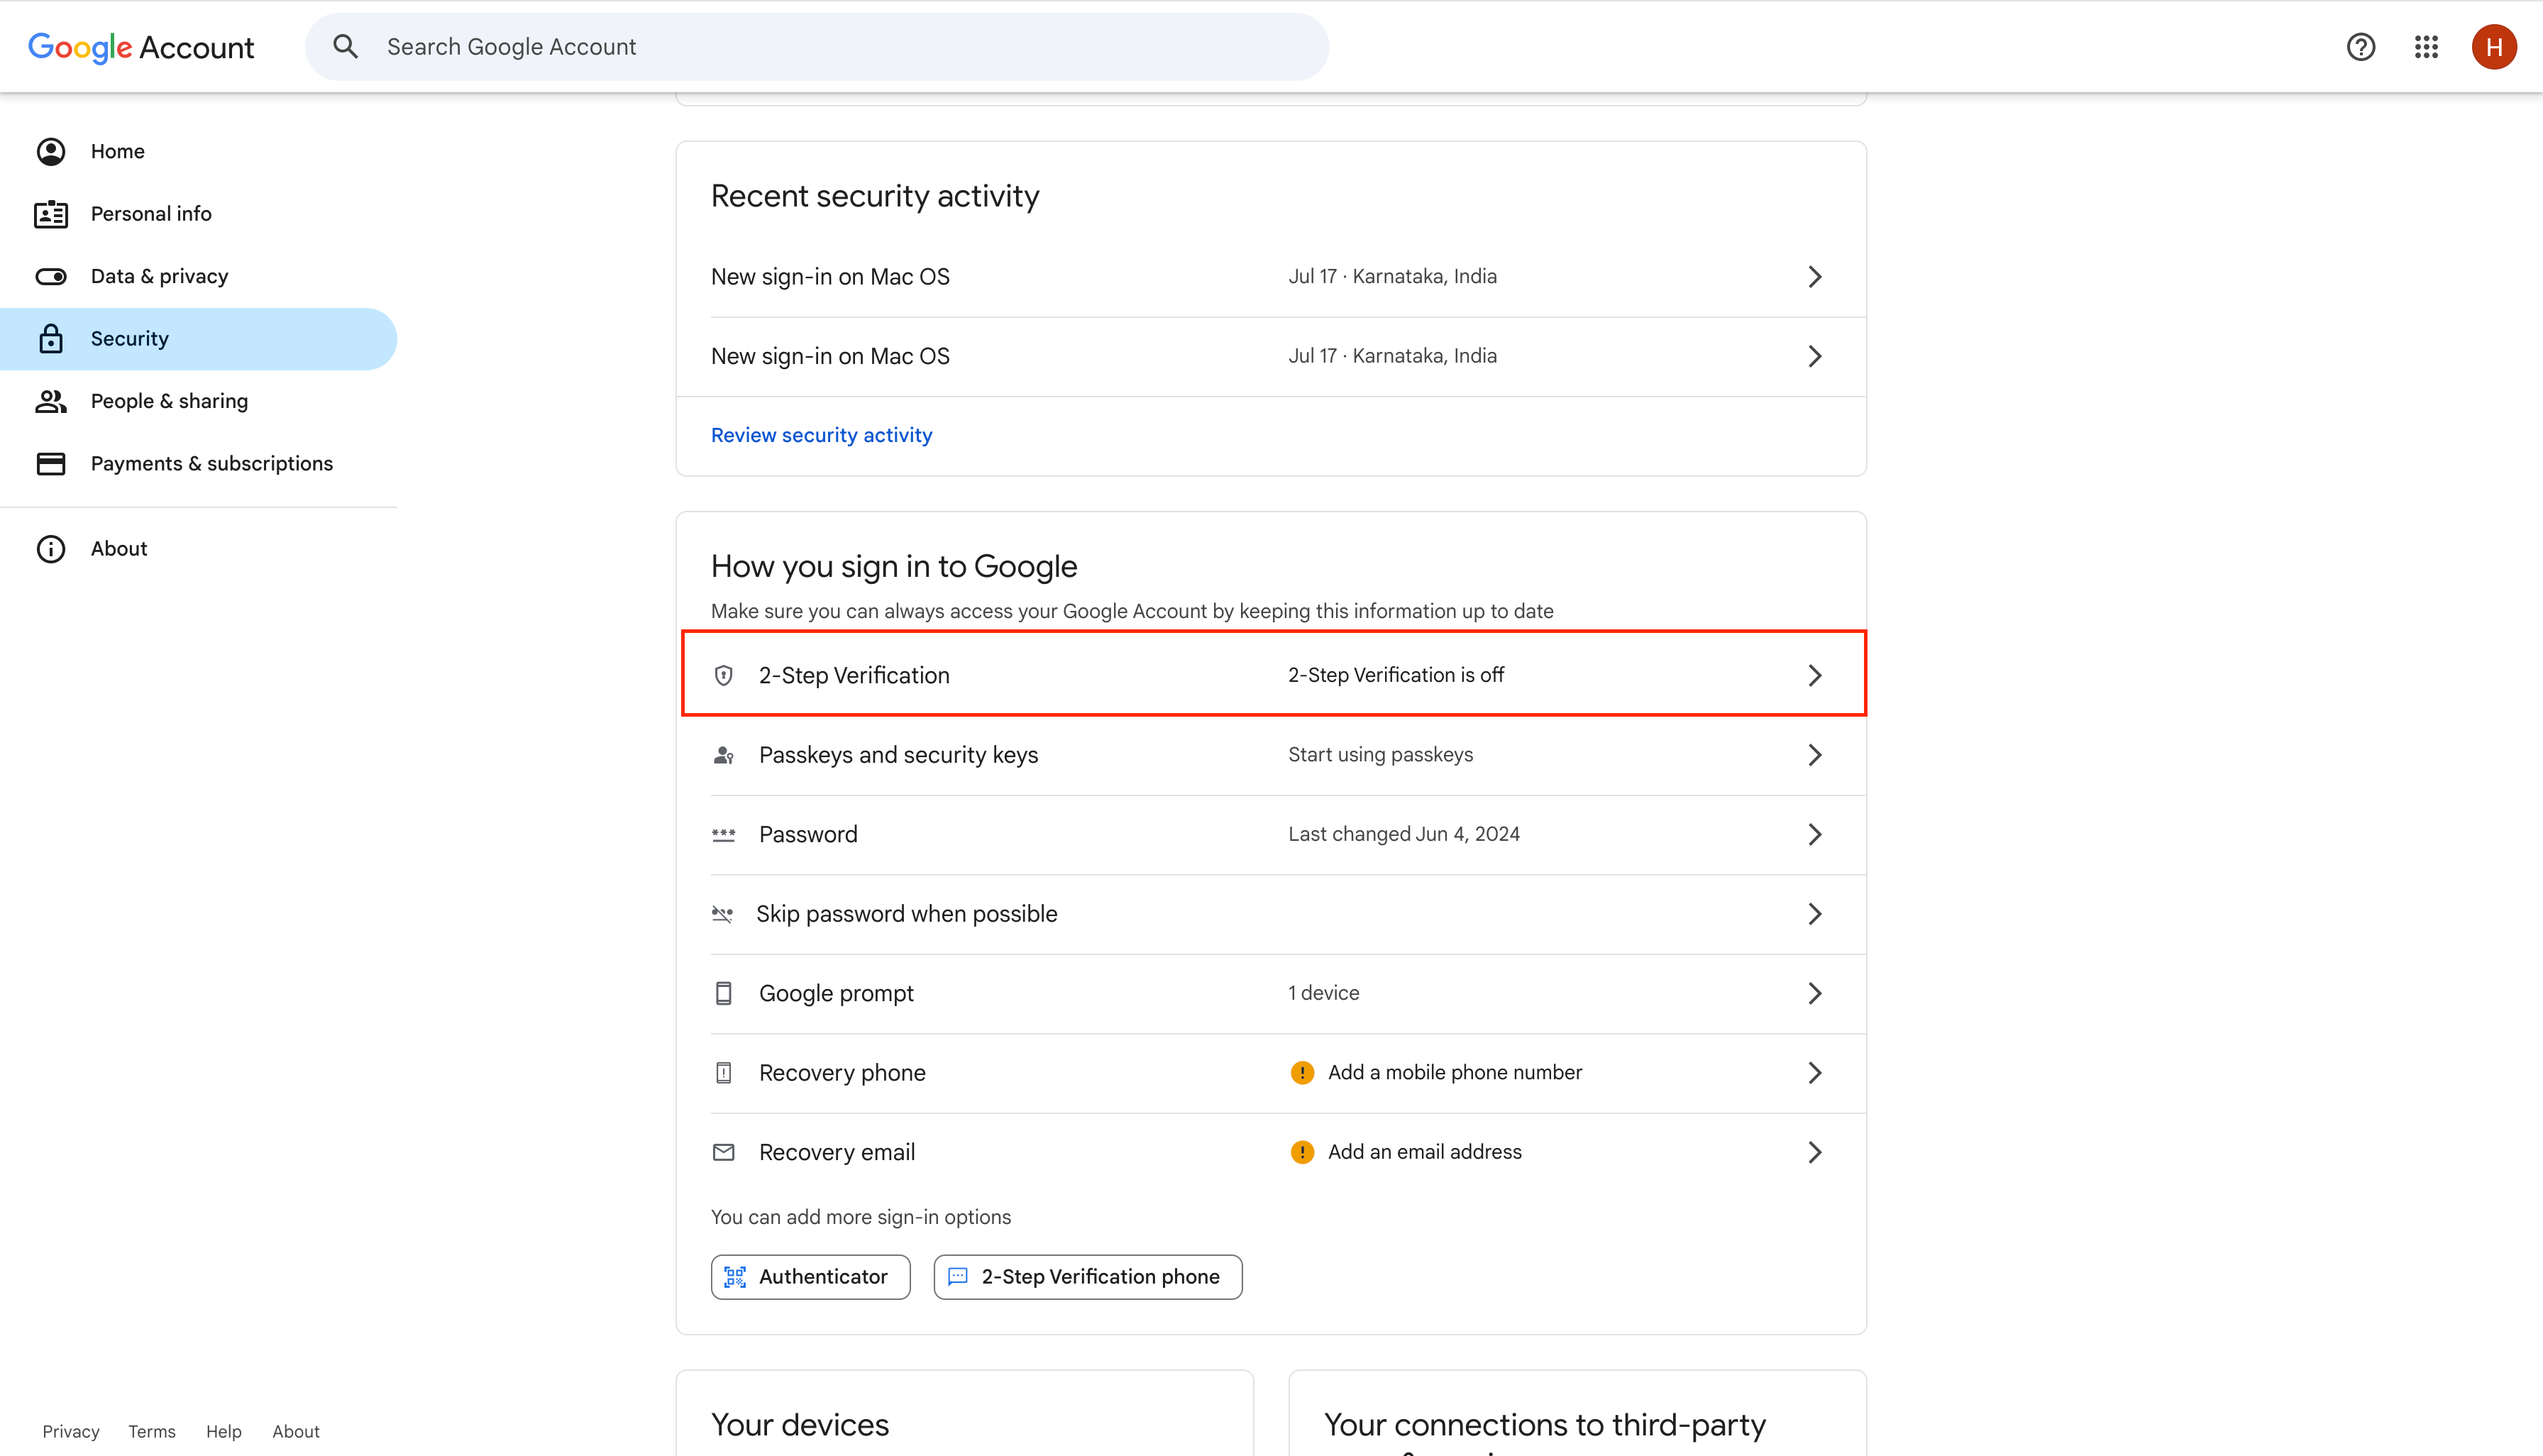 Google Account
Search Google Account
H
Home
Personal info
Data & privacy
Security
People & sharing
Payments & subscriptions
About
Recent security activity
New sign-in on Mac OS
Jul 17 · Karnataka, India
New sign-in on Mac OS
Jul 17 · Karnataka, India
Review security activity
How you sign in to Google
Make sure you can always access your Google Account by keeping this information up to date
2-Step Verification
2-Step Verification is off
Passkeys and security keys
Start using passkeys
Password
Last changed Jun 4, 2024
Skip password when possible
Google prompt
1 device
Recovery phone
Add a mobile phone number
Recovery email
Add an email address
You can add more sign-in options
Authenticator
2-Step Verification phone
Your devices
Your connections to third-party
Privacy
Terms
Help
About